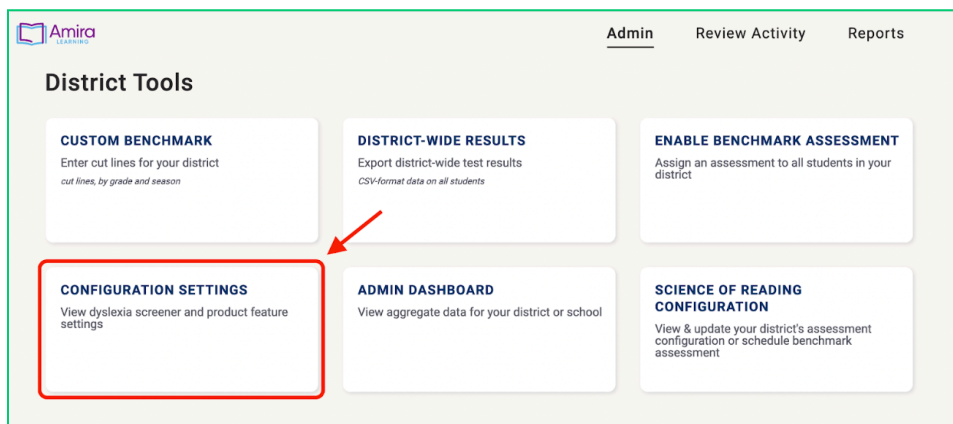 Amira
LEARNING
Admin
Review Activity
Reports
District Tools
CUSTOM BENCHMARK
Enter cut lines for your district
cut lines, by grade and season
DISTRICT-WIDE RESULTS
Export district-wide test results
CSV-format data on all students
ENABLE BENCHMARK ASSESSMENT
Assign an assessment to all students in your
district
CONFIGURATION SETTINGS
View dyslexia screener and product feature
settings
ADMIN DASHBOARD
View aggregate data for your district or school
SCIENCE OF READING
CONFIGURATION
View & update your district's assessment
configuration or schedule benchmark
assessment